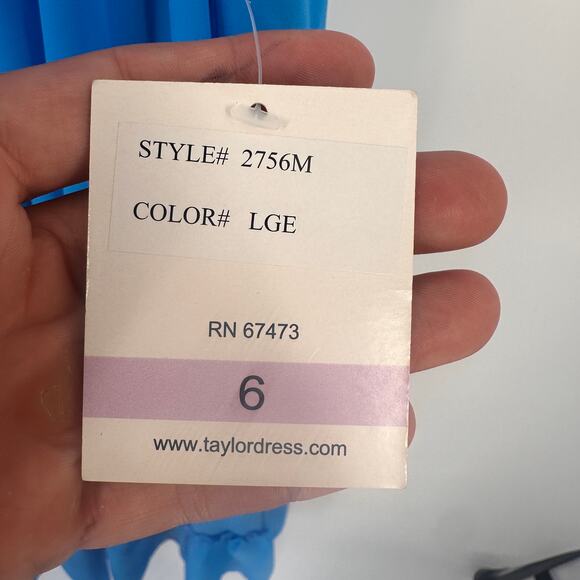 STYLE# 2756M
COLOR# LGE
RN 67473
6
www.taylordress.com